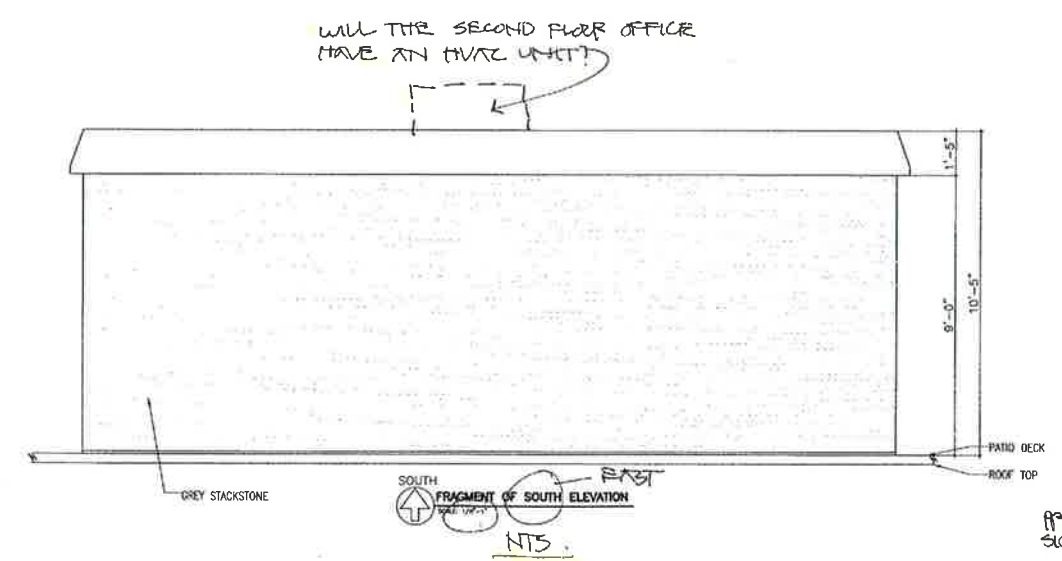 WILL THE SECOND FLOOR OFFICE
HAVE AN HVAC UNIT?
1'-5"
9'-0"
10'-5"
PATIO DECK
ROOF TOP
GREY STACKSTONE
SOUTH
EAST
FRAGMENT OF SOUTH ELEVATION
NTS.